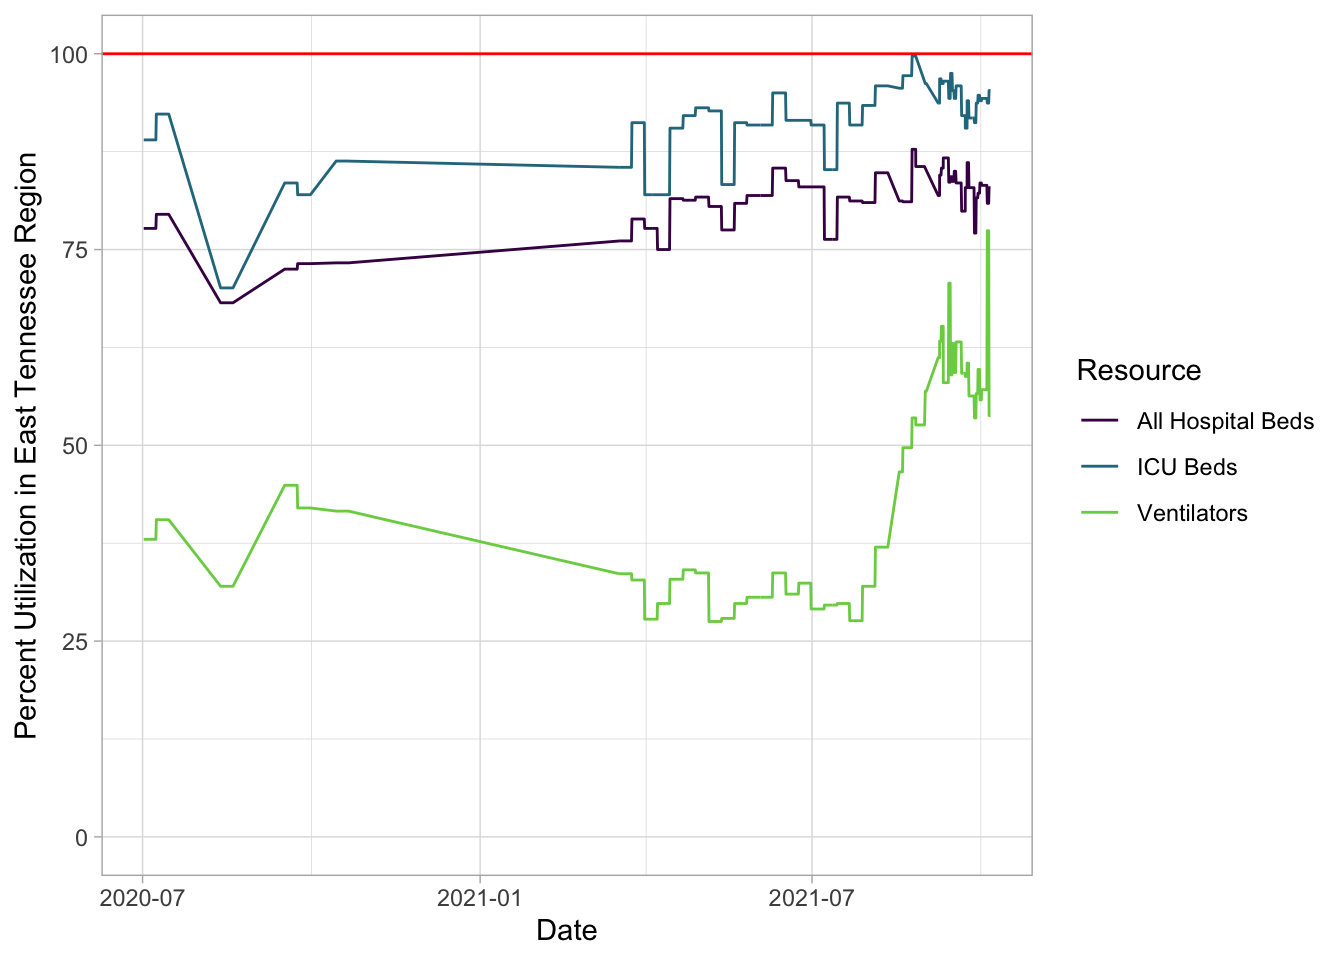 Percent Utilization in East Tennessee Region
100
75
50
25
0
2020-07
2021-01
2021-07
Date
Resource
All Hospital Beds
ICU Beds
Ventilators